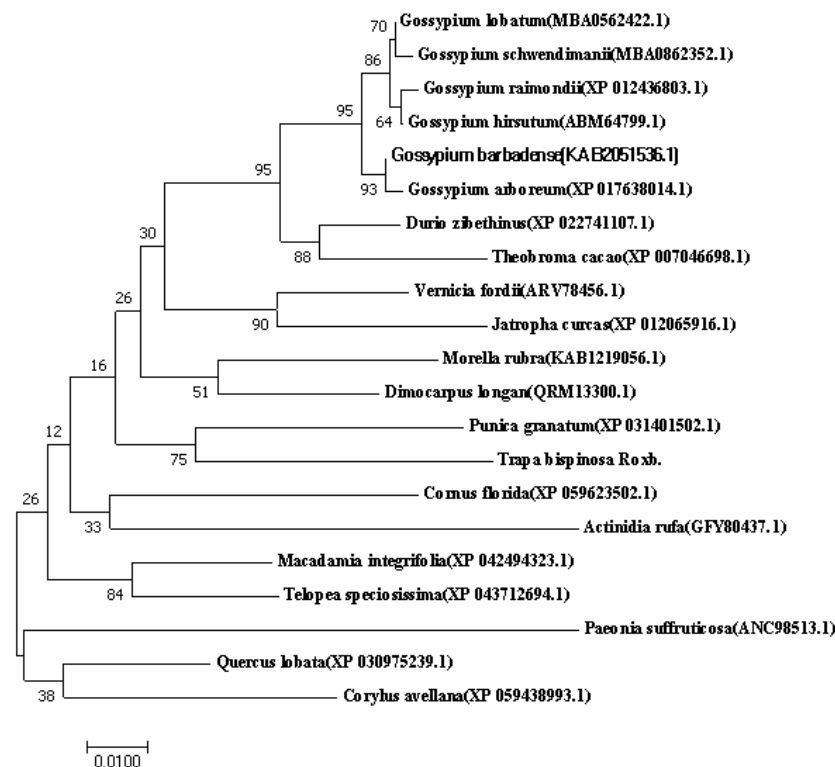 70
Gossypium lobatum(MBA0562422.1)
Gossypium schwendimanii(MBA0862352.1)
86
Gossypium raimondii(XP 012436803.1)
95
64
Gossypium hirsutum(ABM64799.1)
Gossypium barbadense(KAB2051536.1)
95
93
Gossypium arboreum(XP 017638014.1)
Durio zibethinus(XP 022741107.1)
30
88
Theobroma cacao(XP 007046698.1)
Vernicia fordii(ARV78456.1)
26
90
Jatropha curcas(XP 012065916.1)
Morella rubra(KAB1219056.1)
16
51
Dimocarpus longan(QRM13300.1)
Punica granatum(XP 031401502.1)
12
75
Trapa bispinosa Roxb.
Cornus florida(XP 059623502.1)
26
33
Actinidia rufa(GFY80437.1)
Macadamia integrifolia(XP 042494323.1)
84
Telopea speciosissima(XP 043712694.1)
Paeonia suffruticosa(ANC98513.1)
Quercus lobata(XP 030975239.1)
38
Corylus avellana(XP 059438993.1)
0.0100